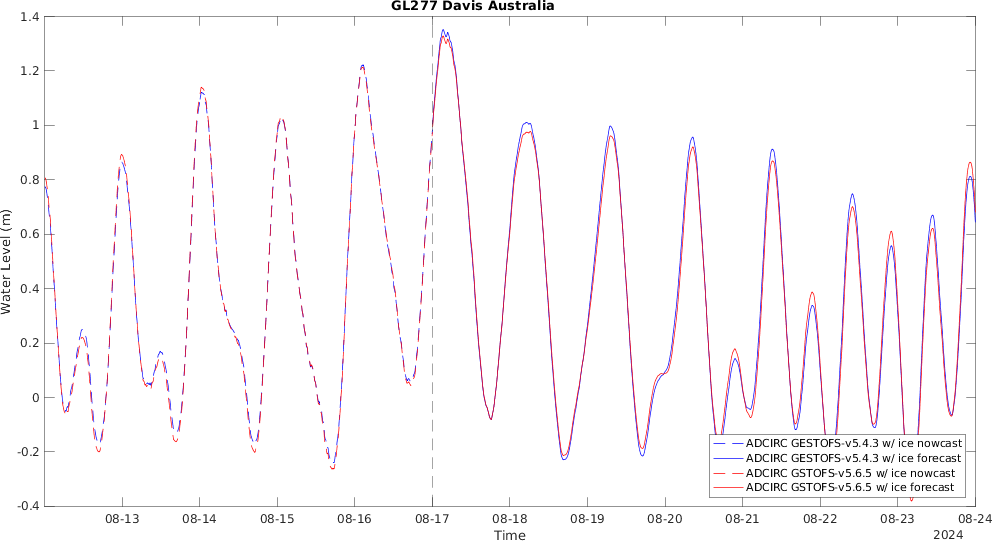 GL277 Davis Australia
1.4
1.2
1
0.8
0.6
0.4
0.2
0
-0.2
-0.4
Water Level (m)
ADCIRC GESTOFS-v5.4.3 w/ ice nowcast
ADCIRC GESTOFS-v5.4.3 w/ ice forecast
ADCIRC GSTOFS-v5.6.5 w/ ice nowcast
ADCIRC GSTOFS-v5.6.5 w/ ice forecast
08-13 08-14 08-15 08-16 08-17 08-18 08-19 08-20 08-21 08-22 08-23 08-24
Time
2024